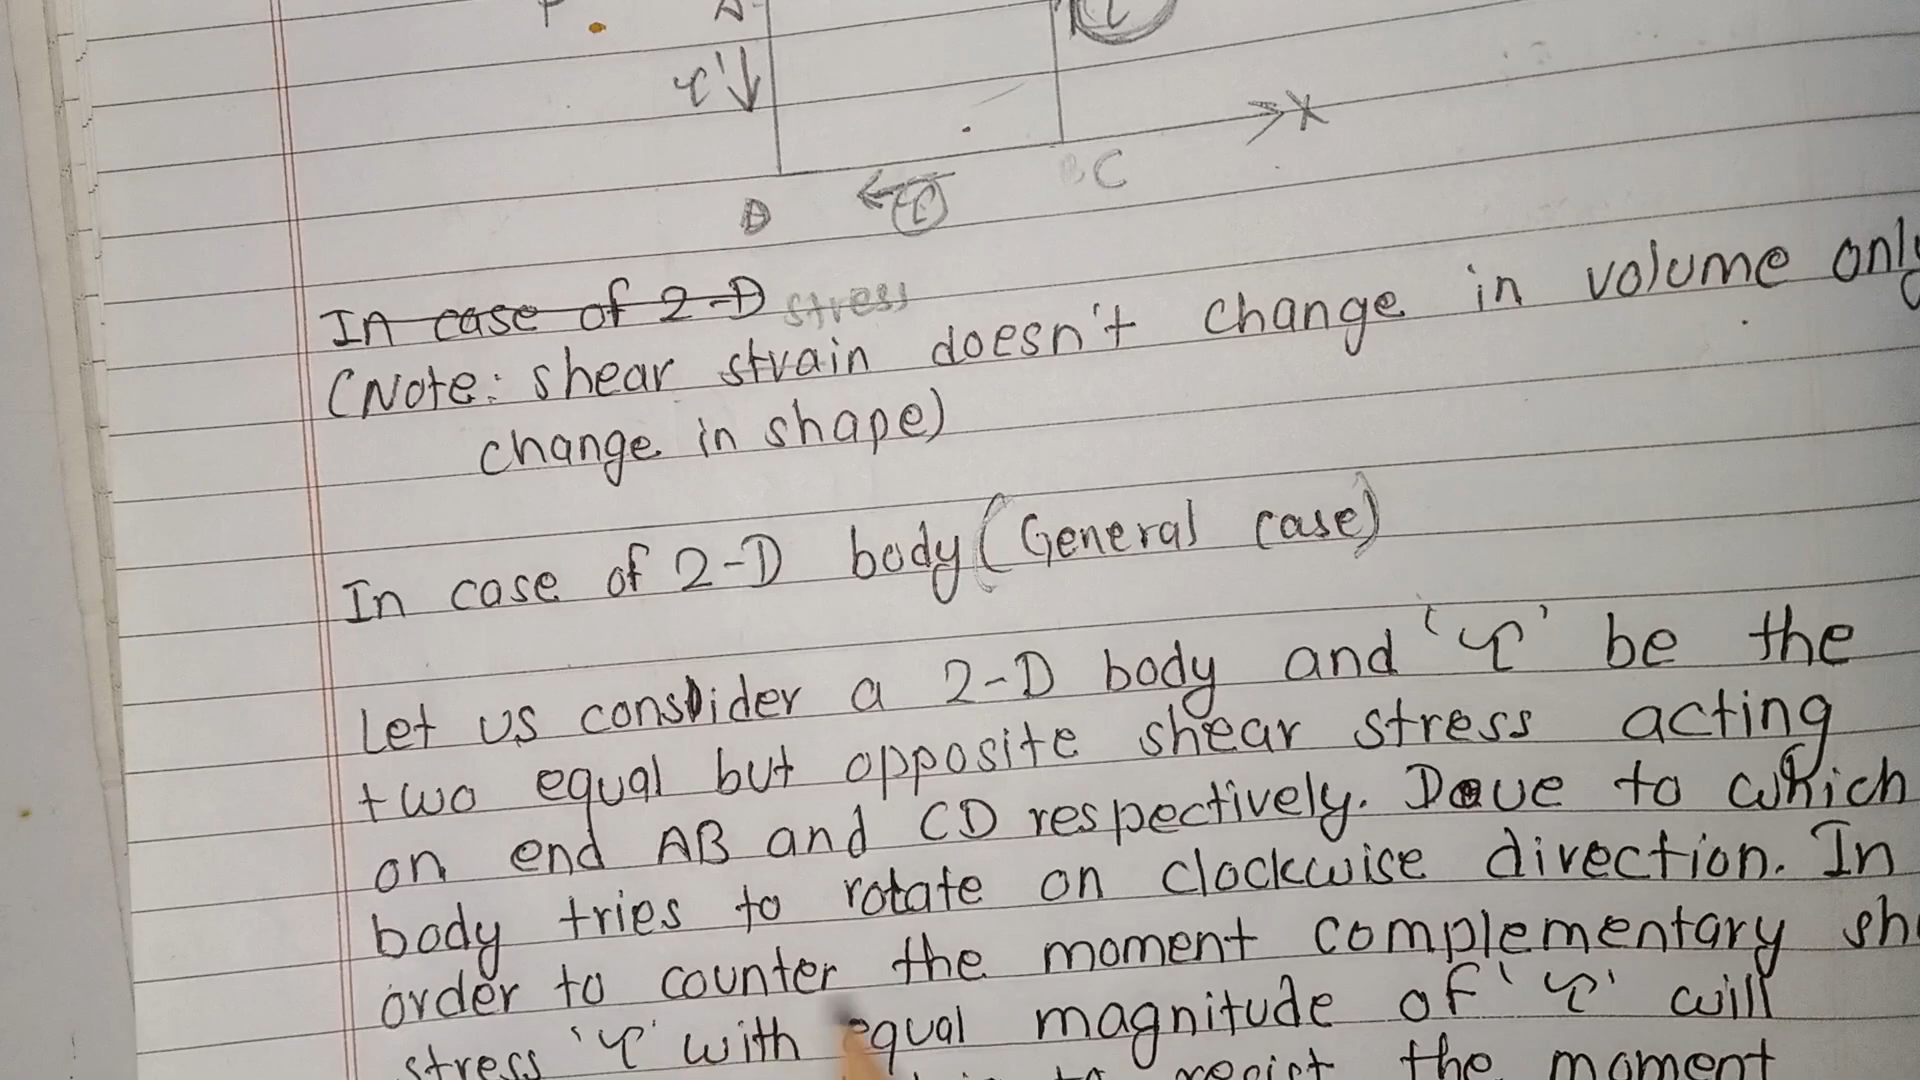 τ'
X
C
D
τ
In case of 2-D stress
(Note: shear strain doesn't change in volume only
change in shape)
In case of 2-D body (General case)
Let us consider a 2-D body and 'τ' be the
two equal but opposite shear stress acting
on end AB and CD respectively. Due to which
body tries to rotate on clockwise direction. In
order to counter the moment complementary
stress 'τ' with equal magnitude of 'τ' will
resist the moment